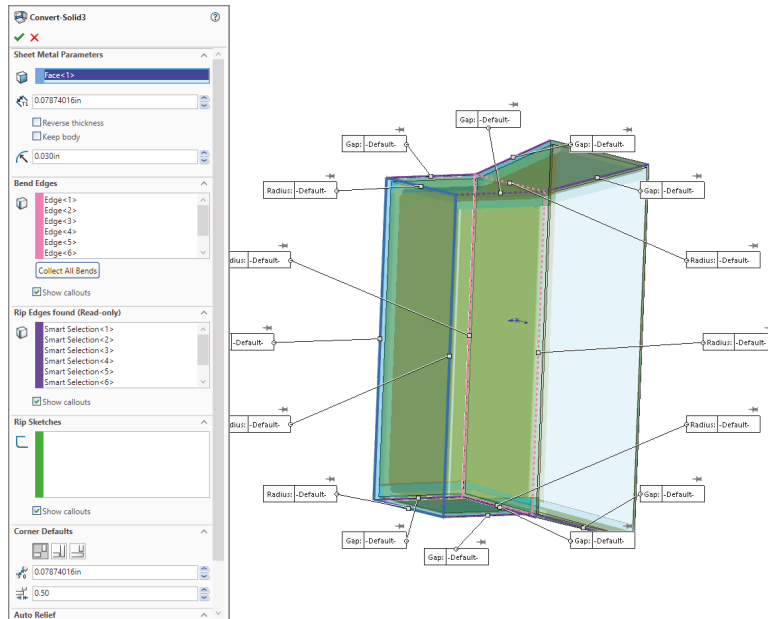 Convert-Solid3
Sheet Metal Parameters
Face<1>
0.07874016in
Reverse thickness
Keep body
0.030in
Bend Edges
Edge<1>
Edge<2>
Edge<3>
Edge<4>
Edge<5>
Edge<6>
Collect All Bends
Show callouts
Rip Edges found (Read-only)
Smart Selection<1>
Smart Selection<2>
Smart Selection<3>
Smart Selection<4>
Smart Selection<5>
Smart Selection<6>
Show callouts
Rip Sketches
Show callouts
Corner Defaults
0.07874016in
0.50
Auto Relief
Gap: -Default-
Gap: -Default-
Gap: -Default-
Radius: -Default-
Gap: -Default-
dius: -Default-
Radius: -Default-
-Default-
Radius: -Default-
dius: -Default-
Radius: -Default-
Radius: -Default-
Gap: -Default-
Gap: -Default-
Gap: -Default-
Gap: -Default-